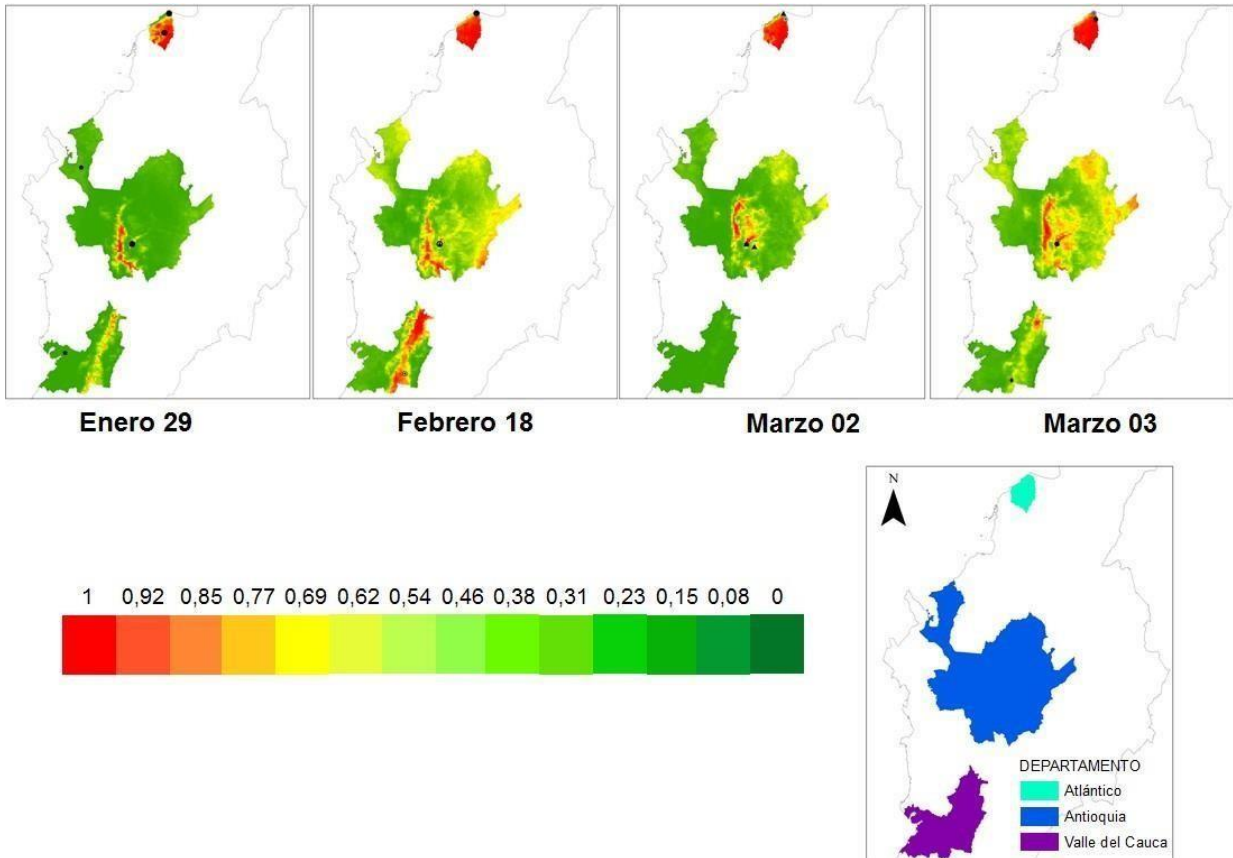 Enero 29 Febrero 18 Marzo 02 Marzo 03
1 0,92 0,85 0,77 0,69 0,62 0,54 0,46 0,38 0,31 0,23 0,15 0,08 0
N
DEPARTAMENTO
Atlántico
Antioquia
Valle del Cauca